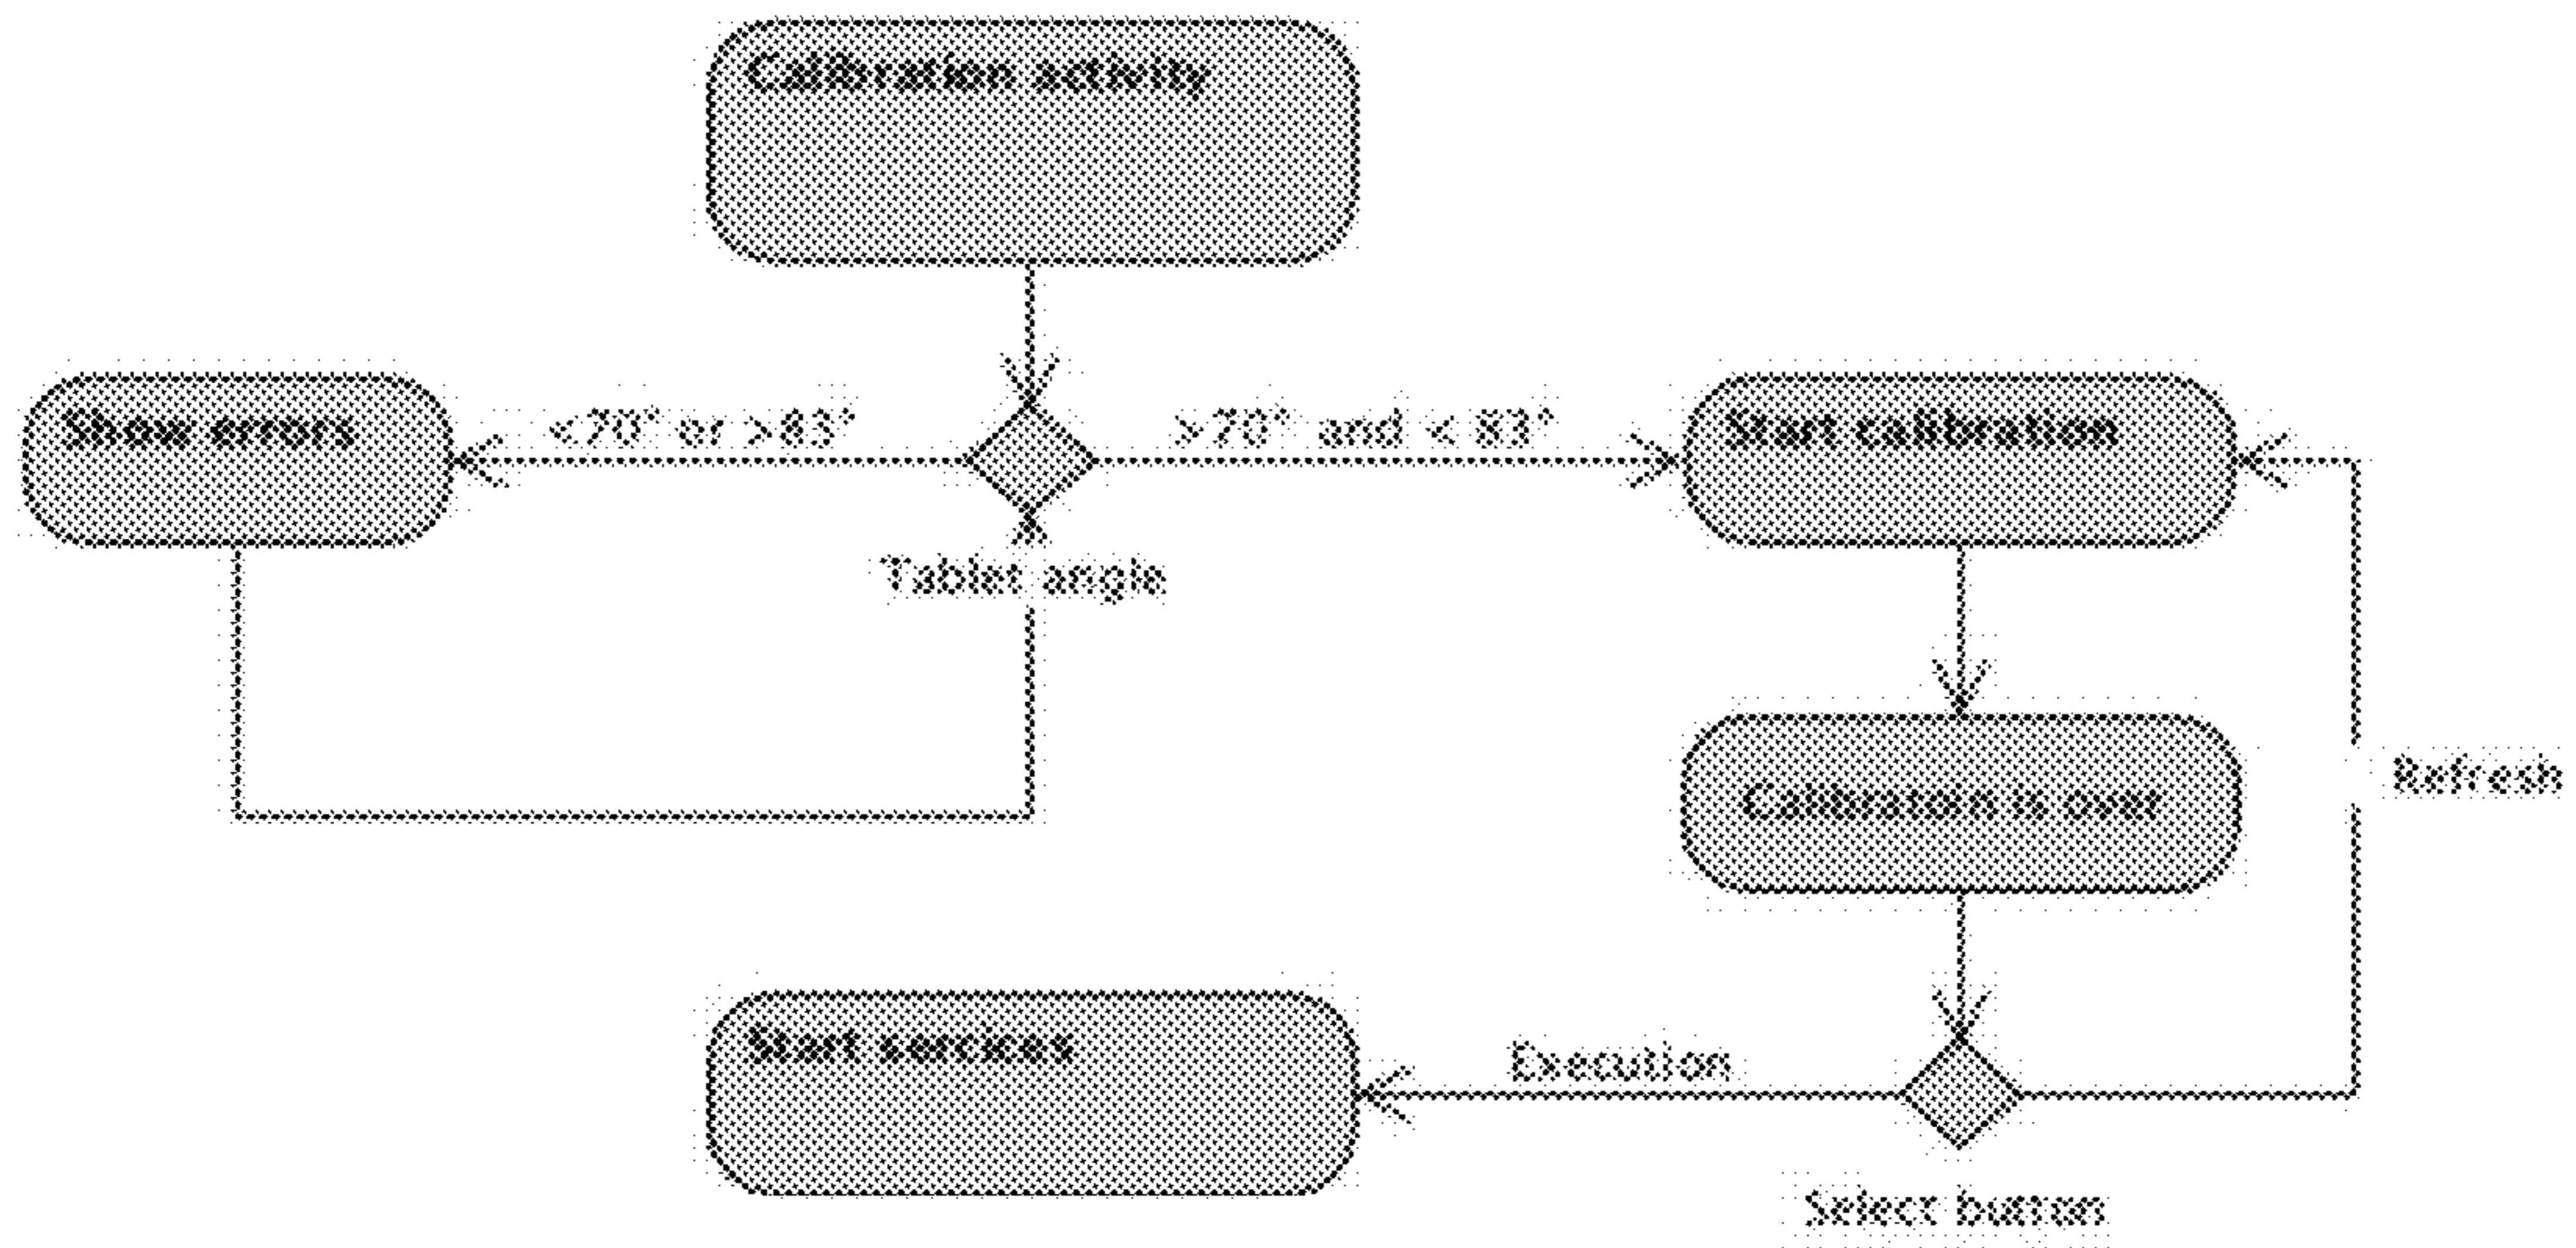 Calibration activity
Show errors
<70° or >83°
>70° and < 83°
Start calibration
Tablet angle
Calibration is over
Refresh
Start services
Execution
Select button